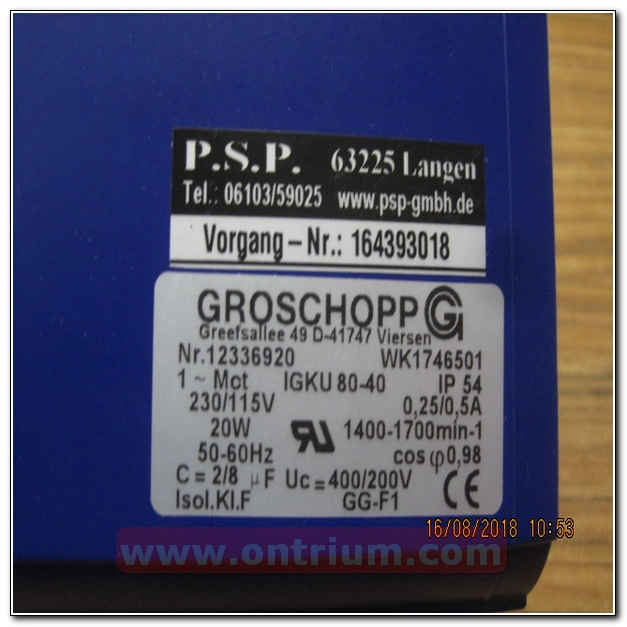 P.S.P. 63225 Langen
Tel.: 06103/59025 www.psp-gmbh.de
Vorgang – Nr.: 164393018
GROSCHOPP G
Greefsallee 49 D-41747 Viersen
Nr.12336920 WK1746501
1 ~ Mot IGKU 80-40 IP 54
230/115V 0,25/0,5A
20W 1400-1700min-1
50-60Hz cos φ0,98
C = 2/8 μF Uc = 400/200V
Isol.Kl.F GG-F1 CE
16/08/2018 10:53
www.ontrium.com